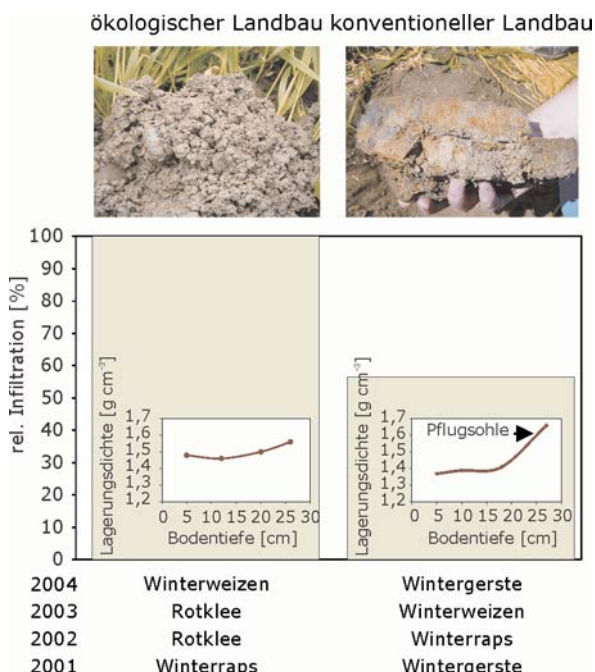 ökologischer Landbau konventioneller Landbau
rel. Infiltration [%]
100
90
80
70
60
50
40
30
20
10
0
Lagerungsdichte [g cm-3]
1,7
1,6
1,5
1,4
1,3
1,2
0 5 10 15 20 25 30
Bodentiefe [cm]
Lagerungsdichte [g cm-3]
1,7
1,6
1,5
1,4
1,3
1,2
Pflugsohle
0 5 10 15 20 25 30
Bodentiefe [cm]
2004 Winterweizen Wintergerste
2003 Rotklee Winterweizen
2002 Rotklee Winterraps
2001 Winterraps Wintergerste